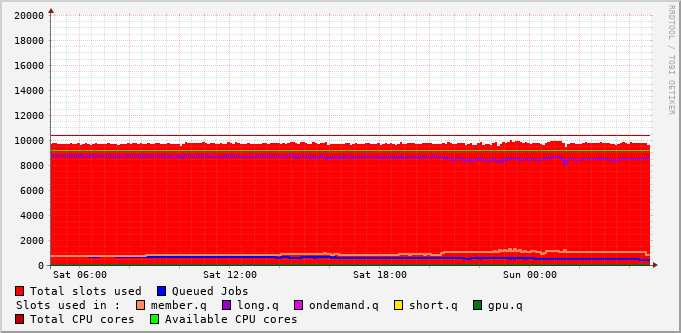 20000
18000
16000
14000
12000
10000
8000
6000
4000
2000
0
Sat 06:00 Sat 12:00 Sat 18:00 Sun 00:00
Total slots used Queued Jobs
Slots used in : member.q long.q ondemand.q short.q gpu.q
Total CPU cores Available CPU cores
RRDTOOL / TOBI OETIKER